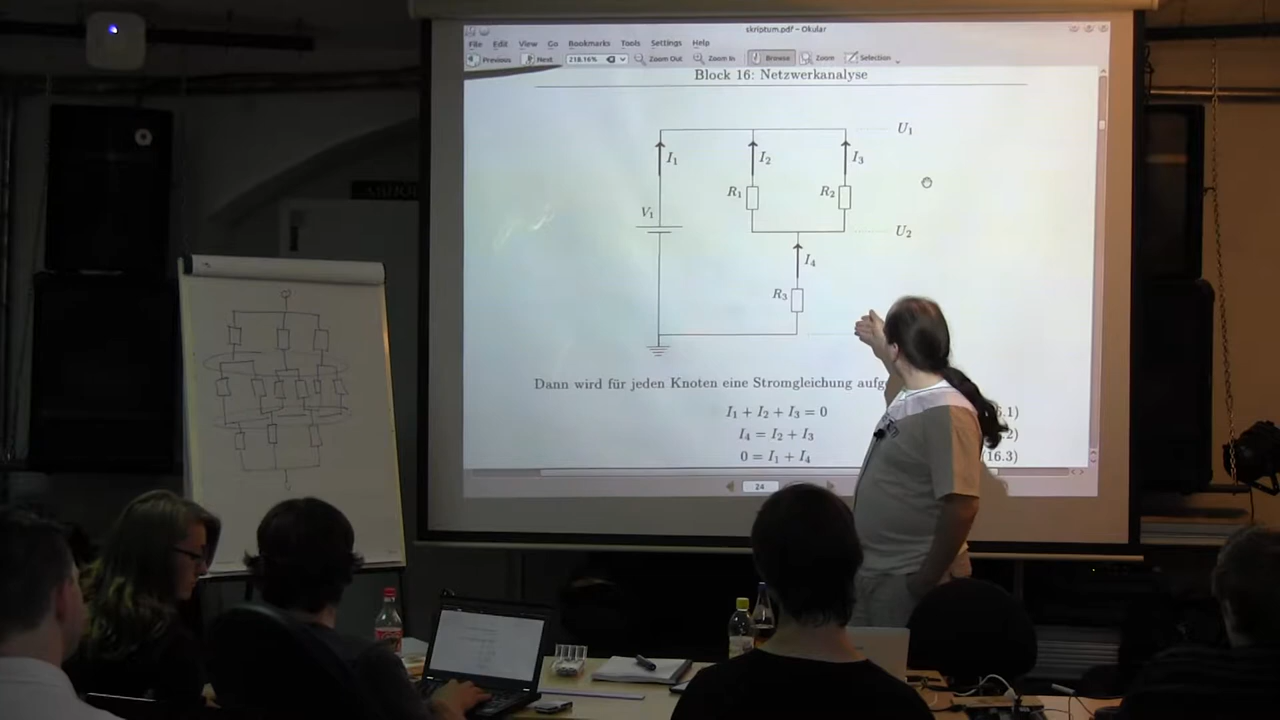 skriptum.pdf – Okular
File Edit View Go Bookmarks Tools Settings Help
Previous Next 218.16% Zoom Out Zoom In Browse Zoom Selection
Block 16: Netzwerkanalyse
U₁
I₁ I₂ I₃
R₁ R₂
V₁
U₂
I₄
R₃
Dann wird für jeden Knoten eine Stromgleichung
I₁ + I₂ + I₃ = 0
I₄ = I₂ + I₃
0 = I₁ + I₄ (16.3)
24